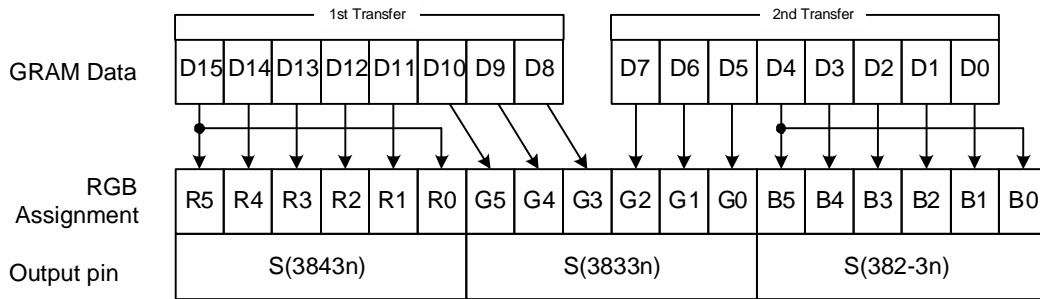 1st Transfer 2nd Transfer
GRAM Data D15 D14 D13 D12 D11 D10 D9 D8 D7 D6 D5 D4 D3 D2 D1 D0
RGB
Assignment
R5 R4 R3 R2 R1 R0 G5 G4 G3 G2 G1 G0 B5 B4 B3 B2 B1 B0
Output pin S(3843n) S(3833n) S(382-3n)